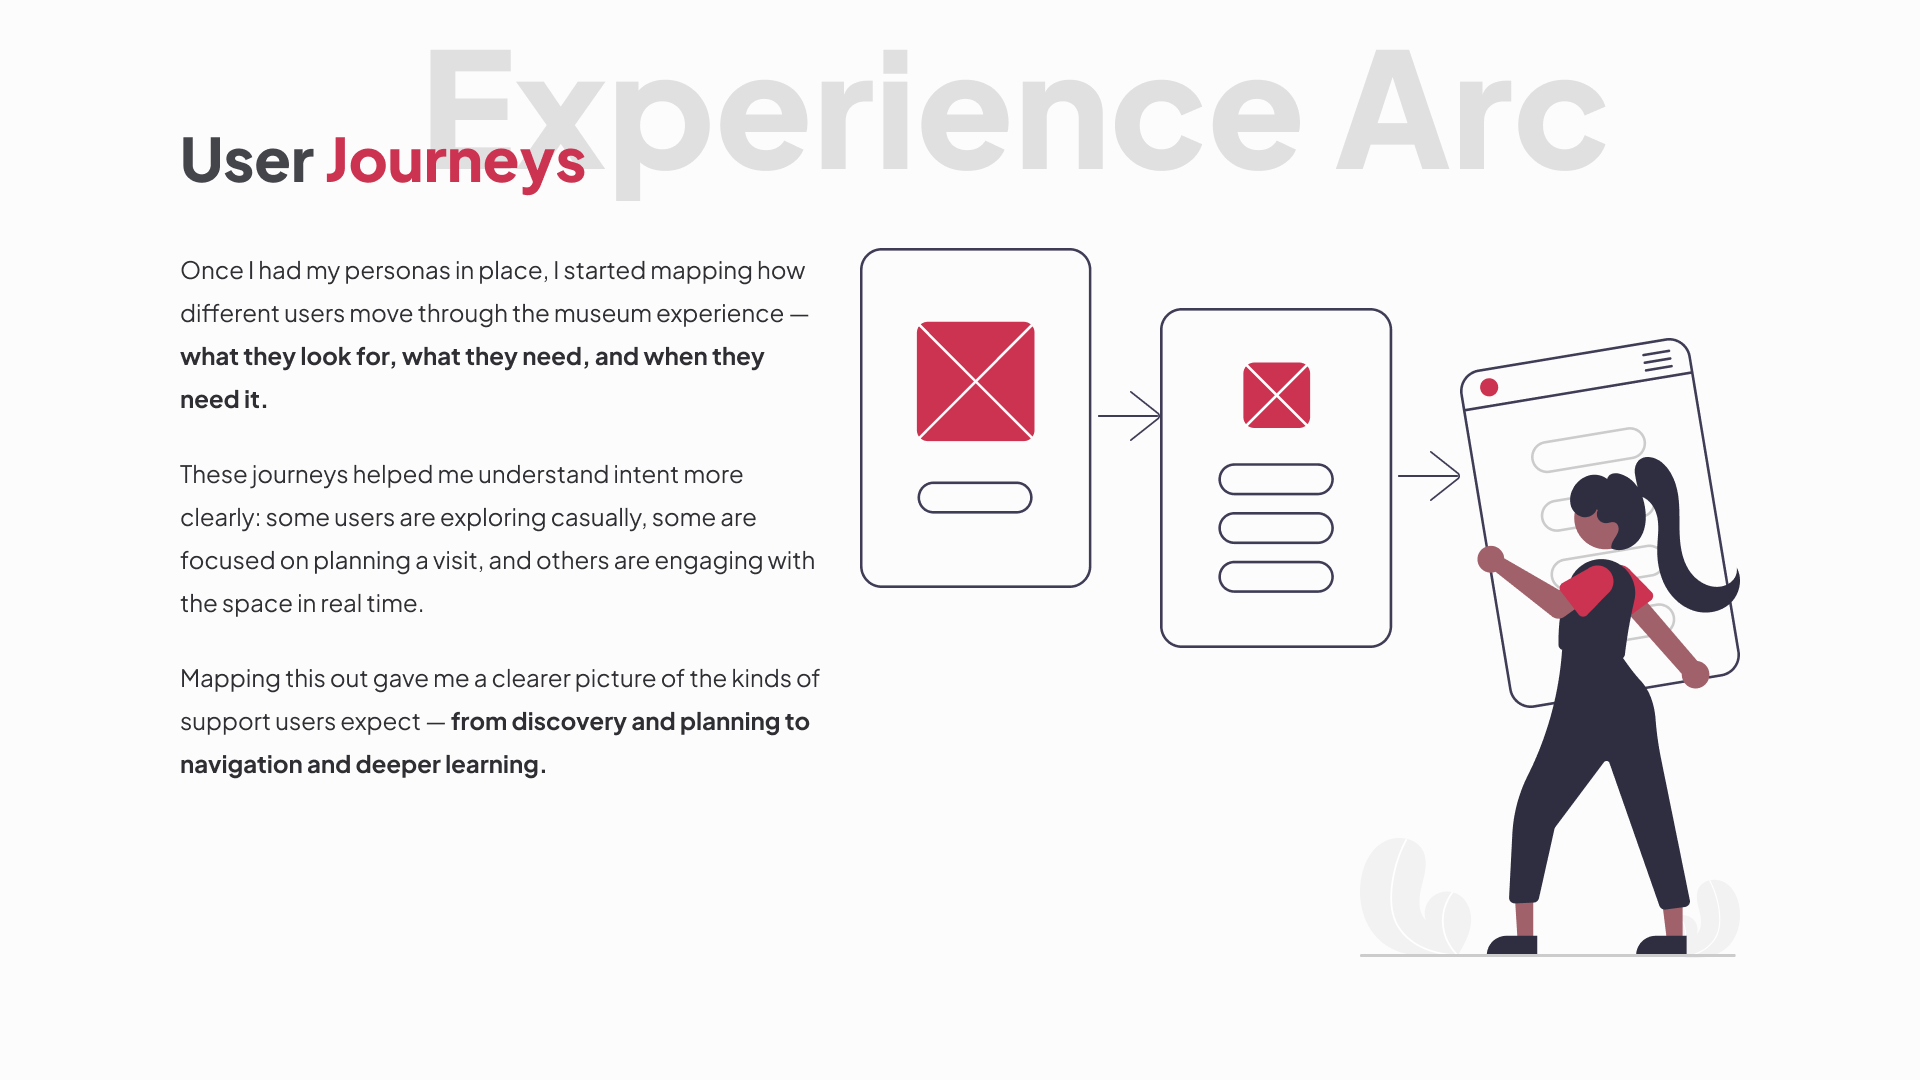 Experience Arc
User Journeys
Once I had my personas in place, I started mapping how
different users move through the museum experience —
what they look for, what they need, and when they
need it.
These journeys helped me understand intent more
clearly: some users are exploring casually, some are
focused on planning a visit, and others are engaging with
the space in real time.
Mapping this out gave me a clearer picture of the kinds of
support users expect — from discovery and planning to
navigation and deeper learning.